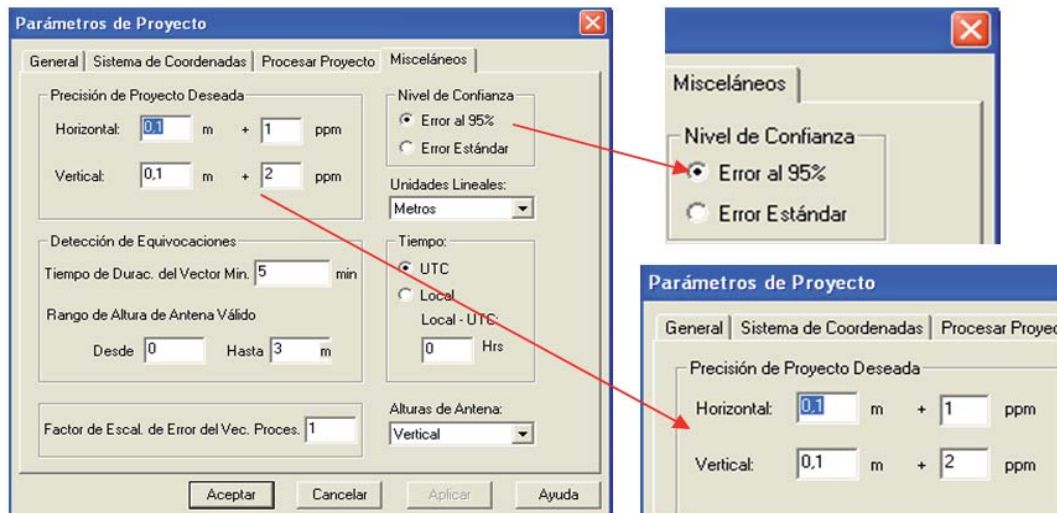 Parámetros de Proyecto
General Sistema de Coordenadas Procesar Proyecto Misceláneos
Precisión de Proyecto Deseada
Horizontal: 0,1 m + 1 ppm
Vertical: 0,1 m + 2 ppm
Nivel de Confianza
Error al 95%
Error Estándar
Unidades Lineales:
Metros
Detección de Equivocaciones
Tiempo de Durac. del Vector Min. 5 min
Rango de Altura de Antena Válido
Desde 0 Hasta 3 m
Tiempo:
UTC
Local
Local - UTC:
0 Hrs
Factor de Escal. de Error del Vec. Proces. 1
Alturas de Antena:
Vertical
Aceptar Cancelar Aplicar Ayuda
Misceláneos
Nivel de Confianza
Error al 95%
Error Estándar
Parámetros de Proyecto
General Sistema de Coordenadas Procesar Proyec
Precisión de Proyecto Deseada
Horizontal: 0,1 m + 1 ppm
Vertical: 0,1 m + 2 ppm